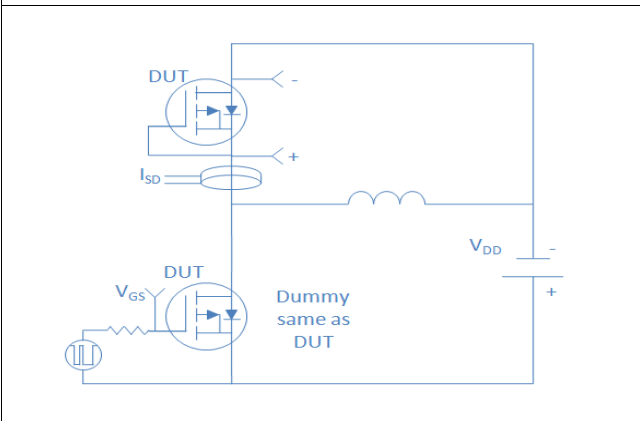 DUT
-
+
ISD
VDD
-
+
DUT
VGS
Dummy
same as
DUT